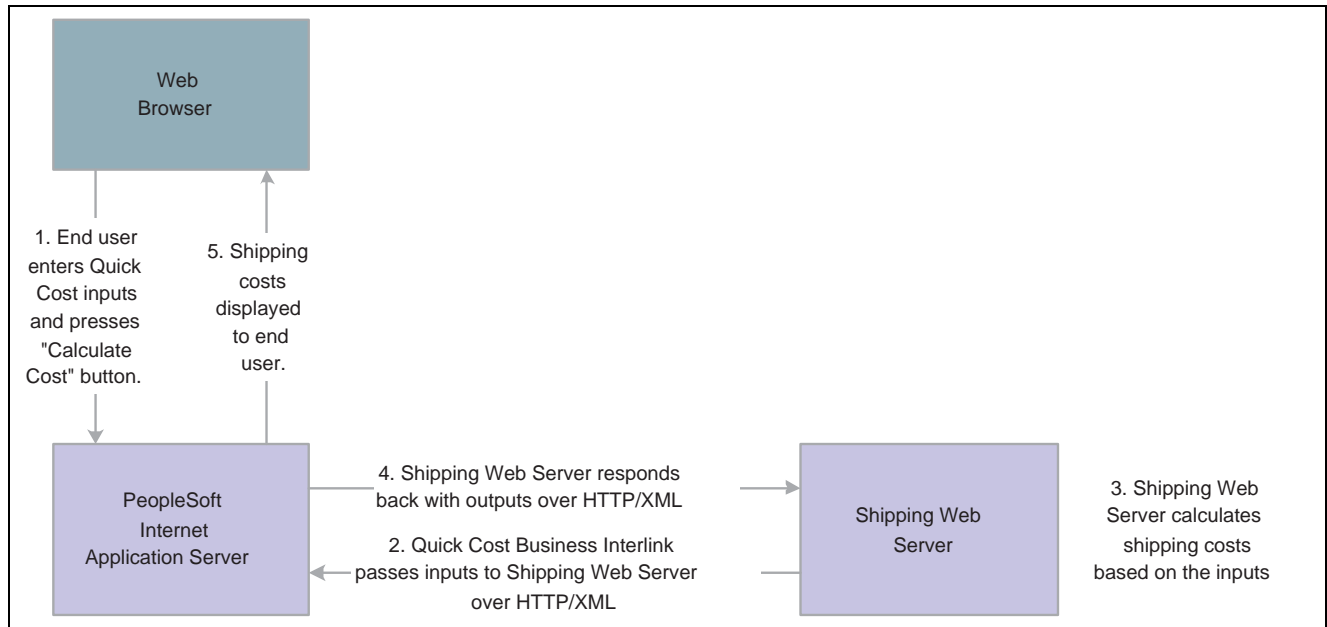 Web
Browser
1. End user
enters Quick
Cost inputs
and presses
"Calculate
Cost" button.
5. Shipping
costs
displayed
to end
user.
PeopleSoft
Internet
Application Server
4. Shipping Web Server responds
back with outputs over HTTP/XML
2. Quick Cost Business Interlink
passes inputs to Shipping Web Server
over HTTP/XML
Shipping Web
Server
3. Shipping Web
Server calculates
shipping costs
based on the inputs